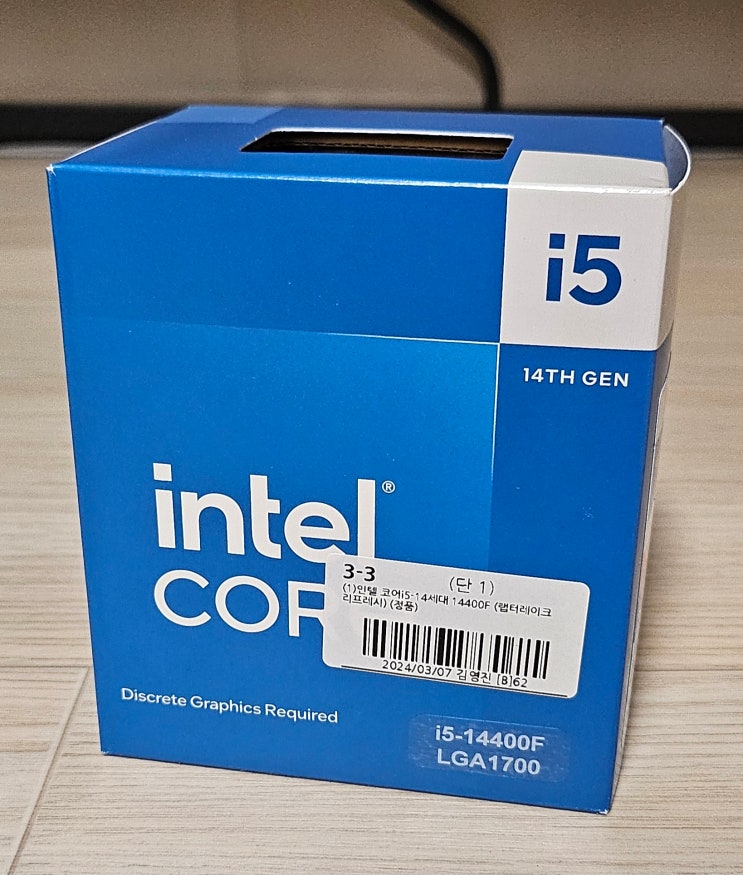 i5
14TH GEN
intel®
COR
3-3 (단 1)
(1)인텔 코어i5-14세대 14400F (랩터레이크
리프레시) (정품)
2024/03/07 김영진 [B]62
Discrete Graphics Required
i5-14400F
LGA1700